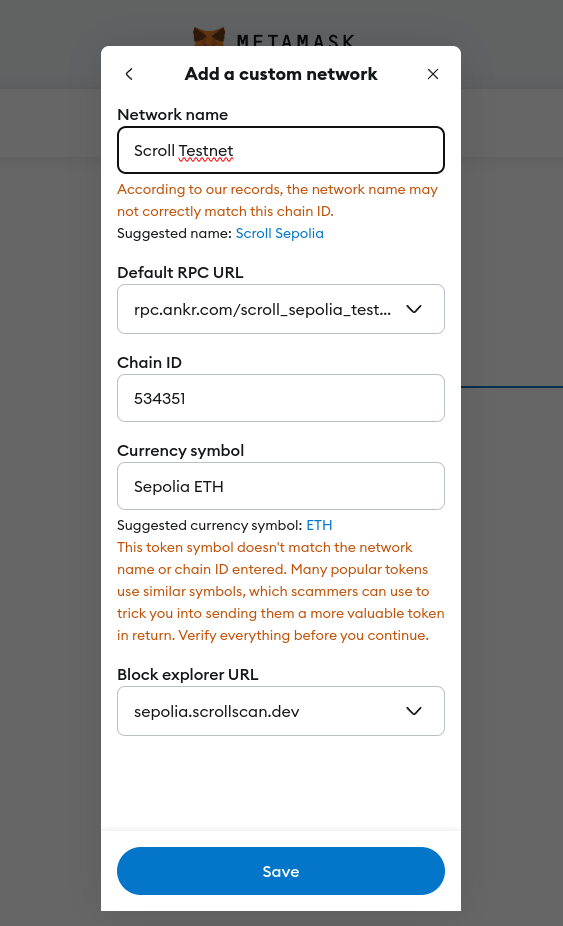 METAMASK
Add a custom network
Network name
Scroll Testnet
According to our records, the network name may
not correctly match this chain ID.
Suggested name: Scroll Sepolia
Default RPC URL
rpc.ankr.com/scroll_sepolia_test...
Chain ID
534351
Currency symbol
Sepolia ETH
Suggested currency symbol: ETH
This token symbol doesn't match the network
name or chain ID entered. Many popular tokens
use similar symbols, which scammers can use to
trick you into sending them a more valuable token
in return. Verify everything before you continue.
Block explorer URL
sepolia.scrollscan.dev
Save